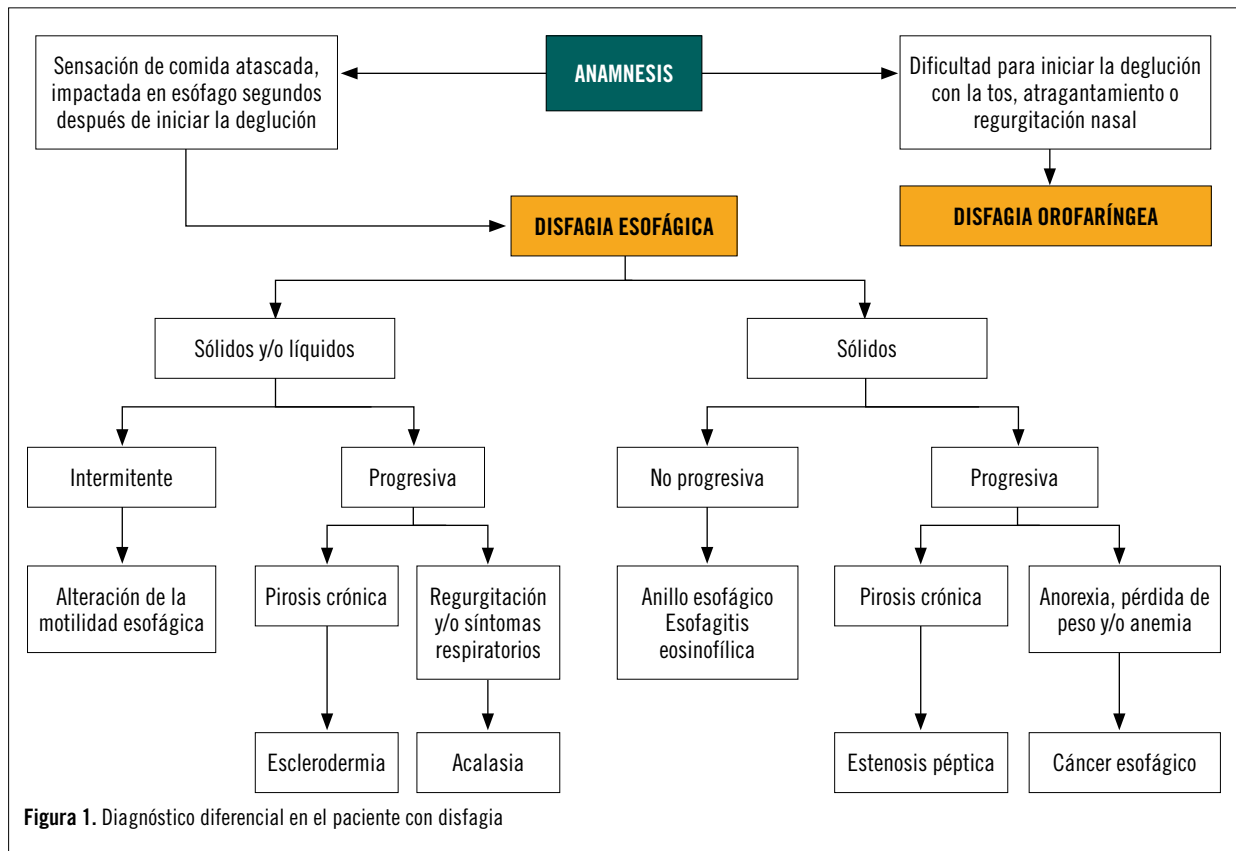 Sensación de comida atascada,
impactada en esófago segundos
después de iniciar la deglución
ANAMNESIS
Dificultad para iniciar la deglución
con la tos, atragantamiento o
regurgitación nasal
DISFAGIA ESOFÁGICA
DISFAGIA OROFARÍNGEA
Sólidos y/o líquidos
Sólidos
Intermitente
Progresiva
No progresiva
Progresiva
Alteración de la
motilidad esofágica
Pirosis crónica
Regurgitación
y/o síntomas
respiratorios
Anillo esofágico
Esofagitis
eosinofílica
Pirosis crónica
Anorexia, pérdida de
peso y/o anemia
Esclerodermia
Acalasia
Estenosis péptica
Cáncer esofágico
Figura 1. Diagnóstico diferencial en el paciente con disfagia